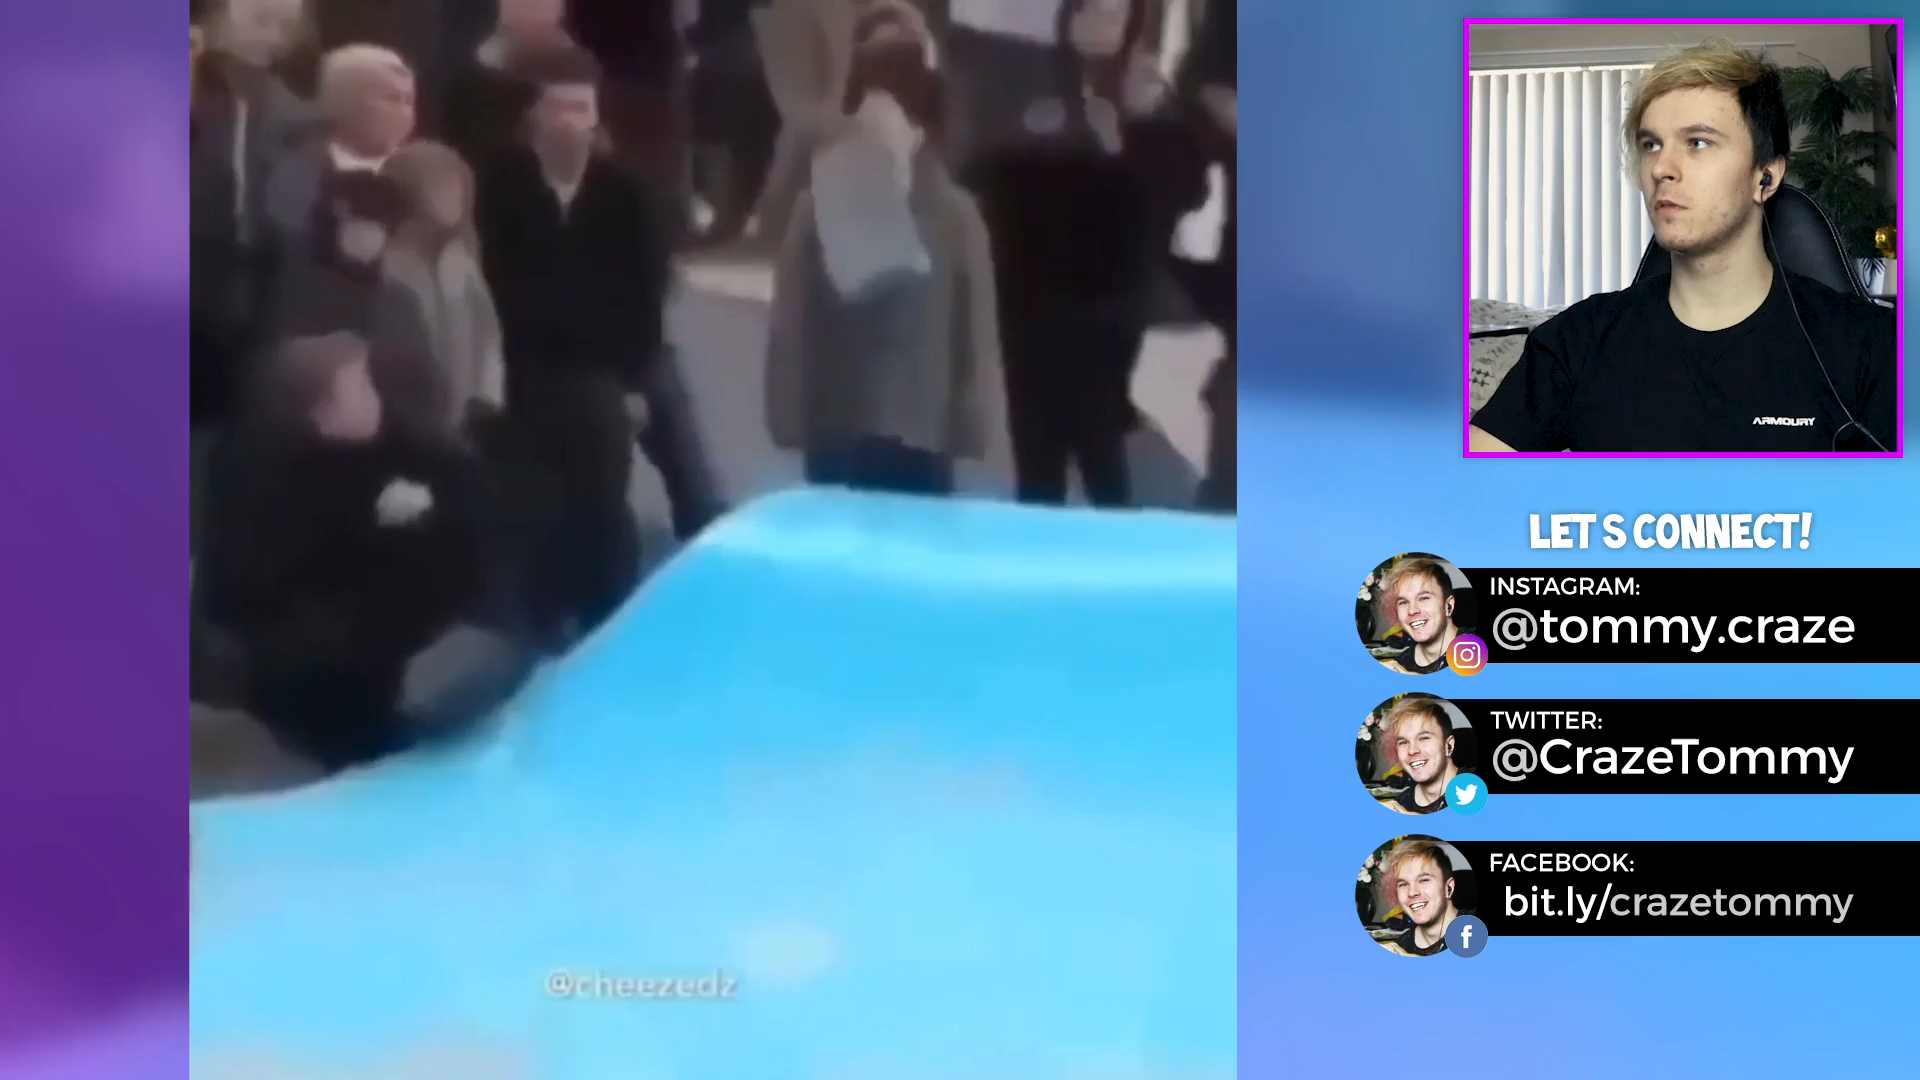 ARMOURY
LET S CONNECT!
INSTAGRAM:
@tommy.craze
TWITTER:
@CrazeTommy
FACEBOOK:
bit.ly/crazetommy
@cheezedz